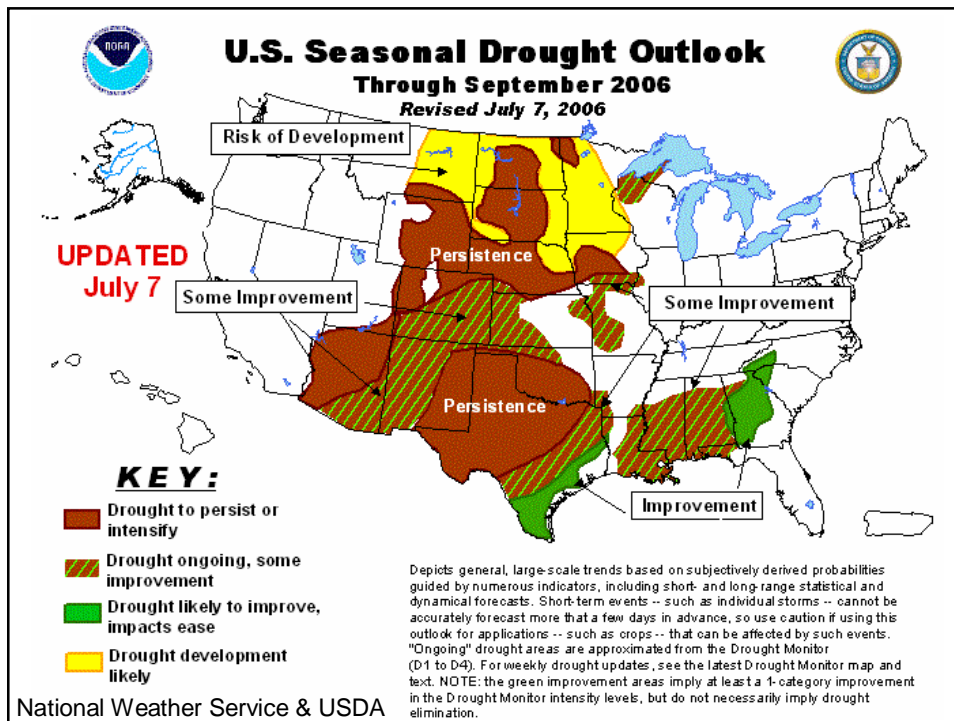 NOAA
U.S. Seasonal Drought Outlook
Through September 2006
Revised July 7, 2006
Risk of Development
UPDATED
July 7
Persistence
Some Improvement
Some Improvement
Persistence
Improvement
KEY:
Drought to persist or
intensify
Drought ongoing, some
improvement
Drought likely to improve,
impacts ease
Drought development
likely
Depicts general, large-scale trends based on subjectively derived probabilities
guided by numerous indicators, including short- and long-range statistical and
dynamical forecasts. Short-term events -- such as individual storms -- cannot be
accurately forecast more that a few days in advance, so use caution if using this
outlook for applications -- such as crops -- that can be affected by such events.
"Ongoing" drought areas are approximated from the Drought Monitor
(D1 to D4). For weekly drought updates, see the latest Drought Monitor map and
text. NOTE: the green improvement areas imply at least a 1-category improvement
in the Drought Monitor intensity levels, but do not necessarily imply drought
elimination.
National Weather Service & USDA